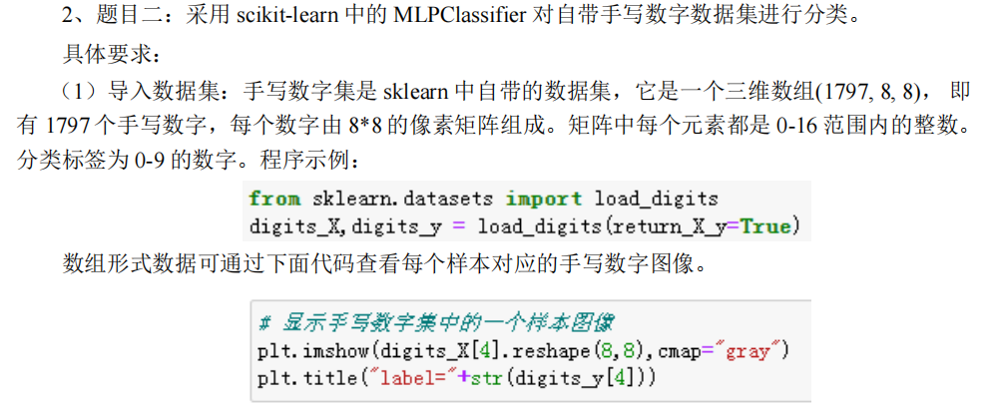 2、题目二：采用 scikit-learn 中的 MLPClassifier 对自带手写数字数据集进行分类。
具体要求：
（1）导入数据集：手写数字集是 sklearn 中自带的数据集，它是一个三维数组(1797, 8, 8)， 即
有 1797 个手写数字，每个数字由 8*8 的像素矩阵组成。矩阵中每个元素都是 0-16 范围内的整数。
分类标签为 0-9 的数字。程序示例：
from sklearn.datasets import load_digits
digits_X,digits_y = load_digits(return_X_y=True)
数组形式数据可通过下面代码查看每个样本对应的手写数字图像。
# 显示手写数字集中的一个样本图像
plt.imshow(digits_X[4].reshape(8,8),cmap="gray")
plt.title("label="+str(digits_y[4]))